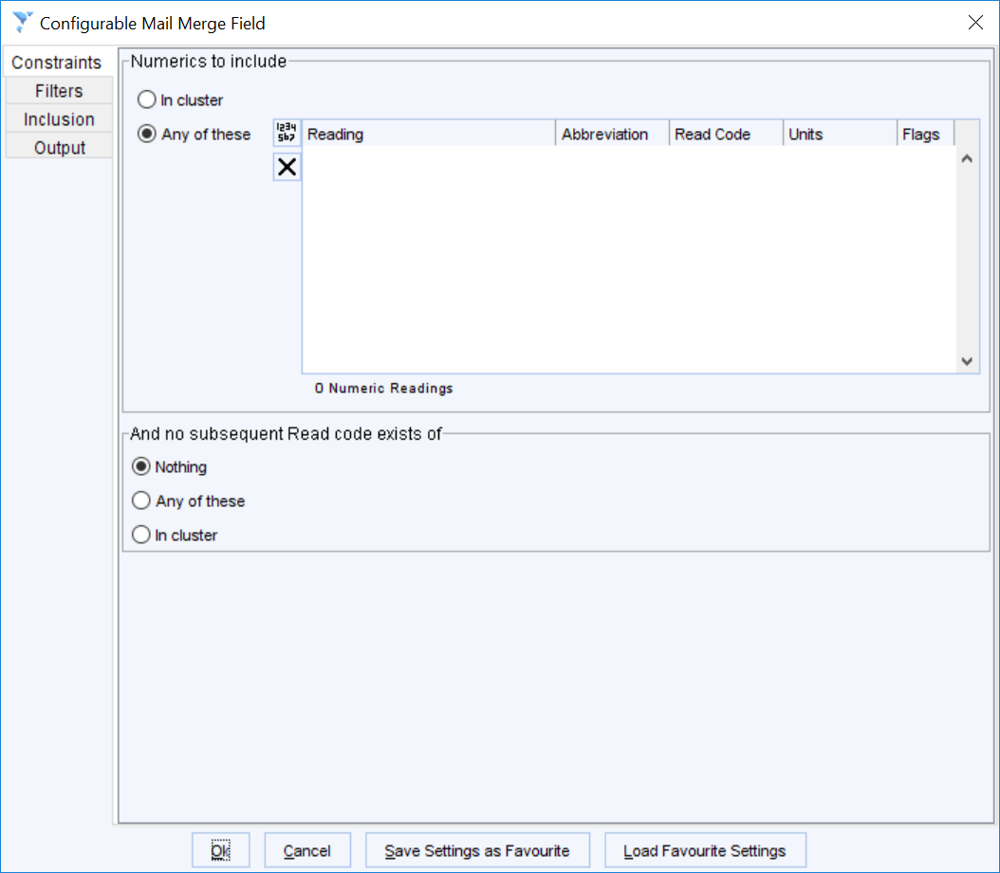 Configurable Mail Merge Field
Constraints
Filters
Inclusion
Output
Numerics to include
In cluster
Any of these
1234
567
Reading Abbreviation Read Code Units Flags
0 Numeric Readings
And no subsequent Read code exists of
Nothing
Any of these
In cluster
Ok Cancel Save Settings as Favourite Load Favourite Settings